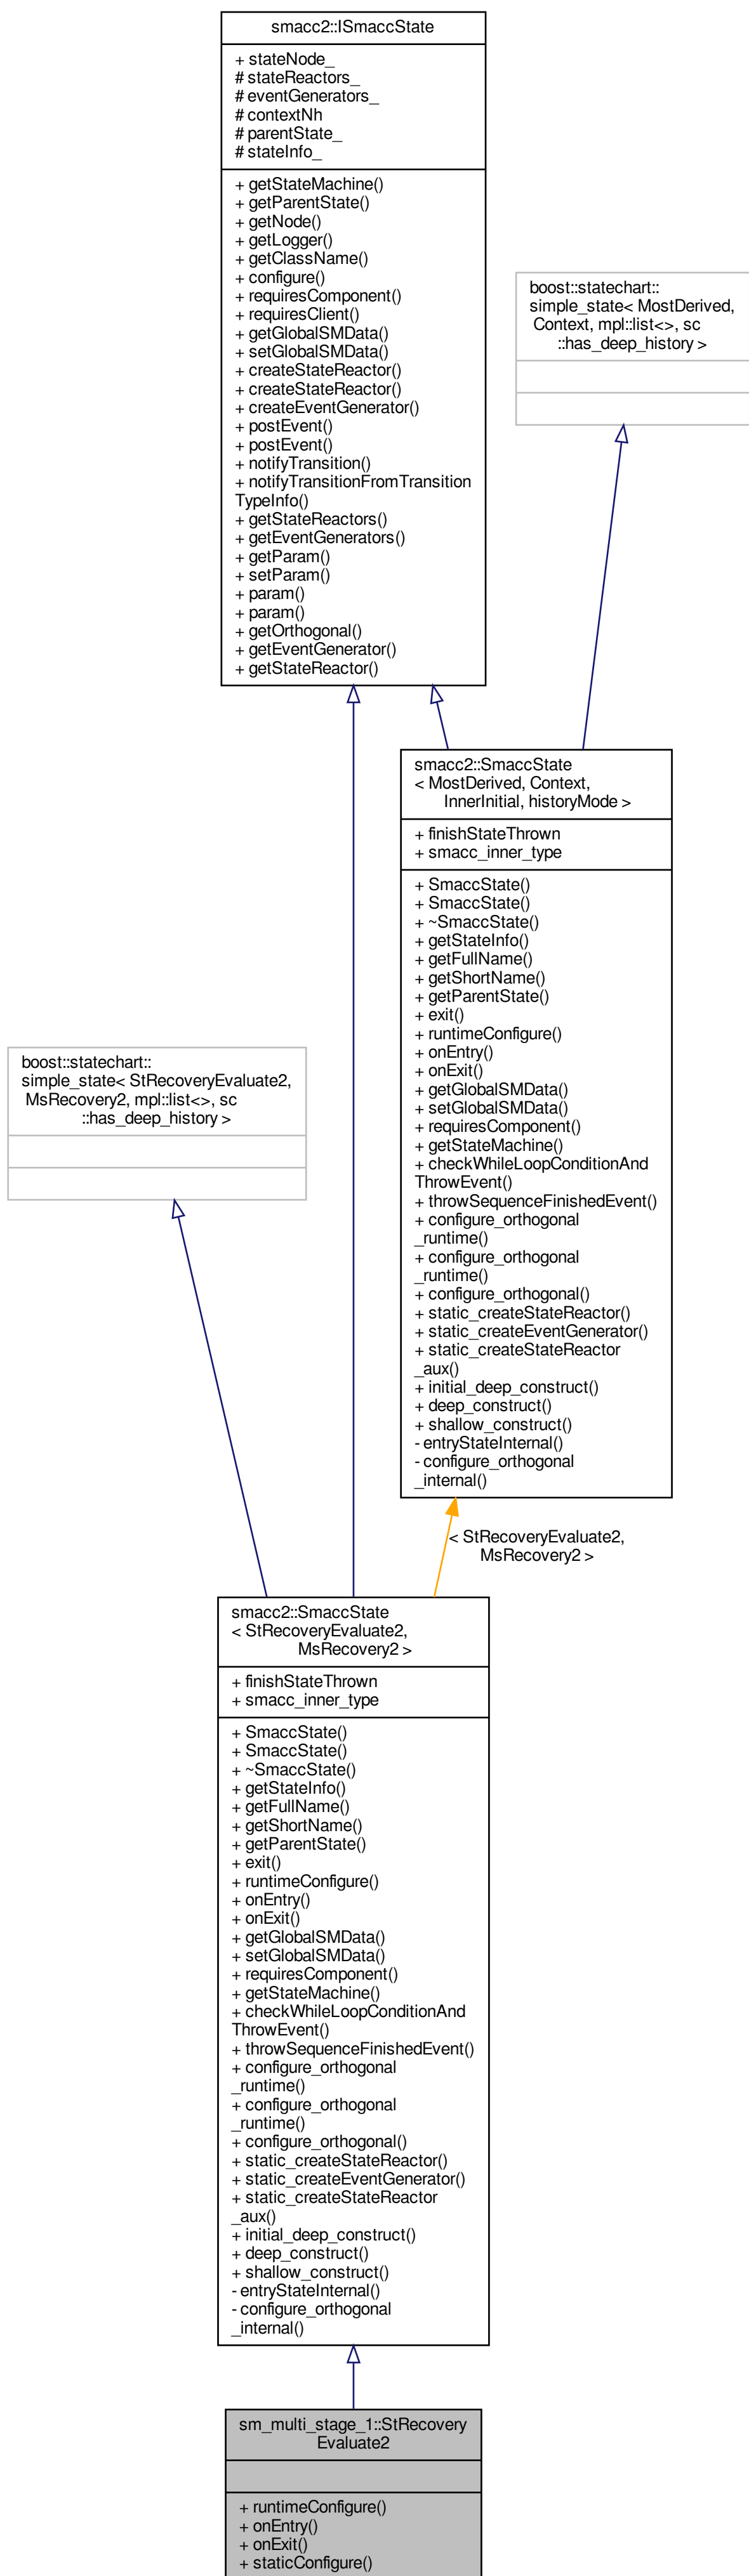 smacc2::ISmaccState
+ stateNode_
# stateReactors_
# eventGenerators_
# contextNh
# parentState_
# stateInfo_
+ getStateMachine()
+ getParentState()
+ getNode()
+ getLogger()
+ getClassName()
+ configure()
+ requiresComponent()
+ requiresClient()
+ getGlobalSMData()
+ setGlobalSMData()
+ createStateReactor()
+ createStateReactor()
+ createEventGenerator()
+ postEvent()
+ postEvent()
+ notifyTransition()
+ notifyTransitionFromTransition
TypeInfo()
+ getStateReactors()
+ getEventGenerators()
+ getParam()
+ setParam()
+ param()
+ param()
+ getOrthogonal()
+ getEventGenerator()
+ getStateReactor()
boost::statechart::
simple_state< MostDerived,
Context, mpl::list<>, sc
::has_deep_history >
smacc2::SmaccState
< MostDerived, Context,
InnerInitial, historyMode >
+ finishStateThrown
+ smacc_inner_type
+ SmaccState()
+ SmaccState()
+ ~SmaccState()
+ getStateInfo()
+ getFullName()
+ getShortName()
+ getParentState()
+ exit()
+ runtimeConfigure()
+ onEntry()
+ onExit()
+ getGlobalSMData()
+ setGlobalSMData()
+ requiresComponent()
+ getStateMachine()
+ checkWhileLoopConditionAnd
ThrowEvent()
+ throwSequenceFinishedEvent()
+ configure_orthogonal
_runtime()
+ configure_orthogonal
_runtime()
+ configure_orthogonal()
+ static_createStateReactor()
+ static_createEventGenerator()
+ static_createStateReactor
_aux()
+ initial_deep_construct()
+ deep_construct()
+ shallow_construct()
- entryStateInternal()
- configure_orthogonal
_internal()
boost::statechart::
simple_state< StRecoveryEvaluate2,
MsRecovery2, mpl::list<>, sc
::has_deep_history >
< StRecoveryEvaluate2,
MsRecovery2 >
smacc2::SmaccState
< StRecoveryEvaluate2,
MsRecovery2 >
+ finishStateThrown
+ smacc_inner_type
+ SmaccState()
+ SmaccState()
+ ~SmaccState()
+ getStateInfo()
+ getFullName()
+ getShortName()
+ getParentState()
+ exit()
+ runtimeConfigure()
+ onEntry()
+ onExit()
+ getGlobalSMData()
+ setGlobalSMData()
+ requiresComponent()
+ getStateMachine()
+ checkWhileLoopConditionAnd
ThrowEvent()
+ throwSequenceFinishedEvent()
+ configure_orthogonal
_runtime()
+ configure_orthogonal
_runtime()
+ configure_orthogonal()
+ static_createStateReactor()
+ static_createEventGenerator()
+ static_createStateReactor
_aux()
+ initial_deep_construct()
+ deep_construct()
+ shallow_construct()
- entryStateInternal()
- configure_orthogonal
_internal()
sm_multi_stage_1::StRecovery
Evaluate2
+ runtimeConfigure()
+ onEntry()
+ onExit()
+ staticConfigure()